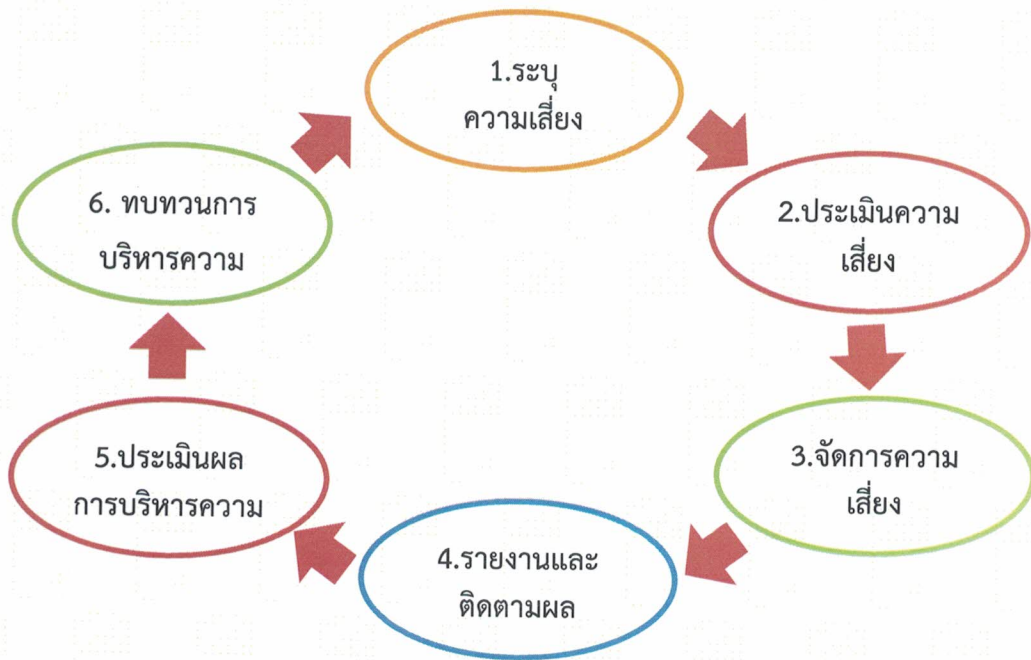 1.ระบุ
ความเสี่ยง
2.ประเมินความ
เสี่ยง
3.จัดการความ
เสี่ยง
4.รายงานและ
ติดตามผล
5.ประเมินผล
การบริหารความ
6. ทบทวนการ
บริหารความ